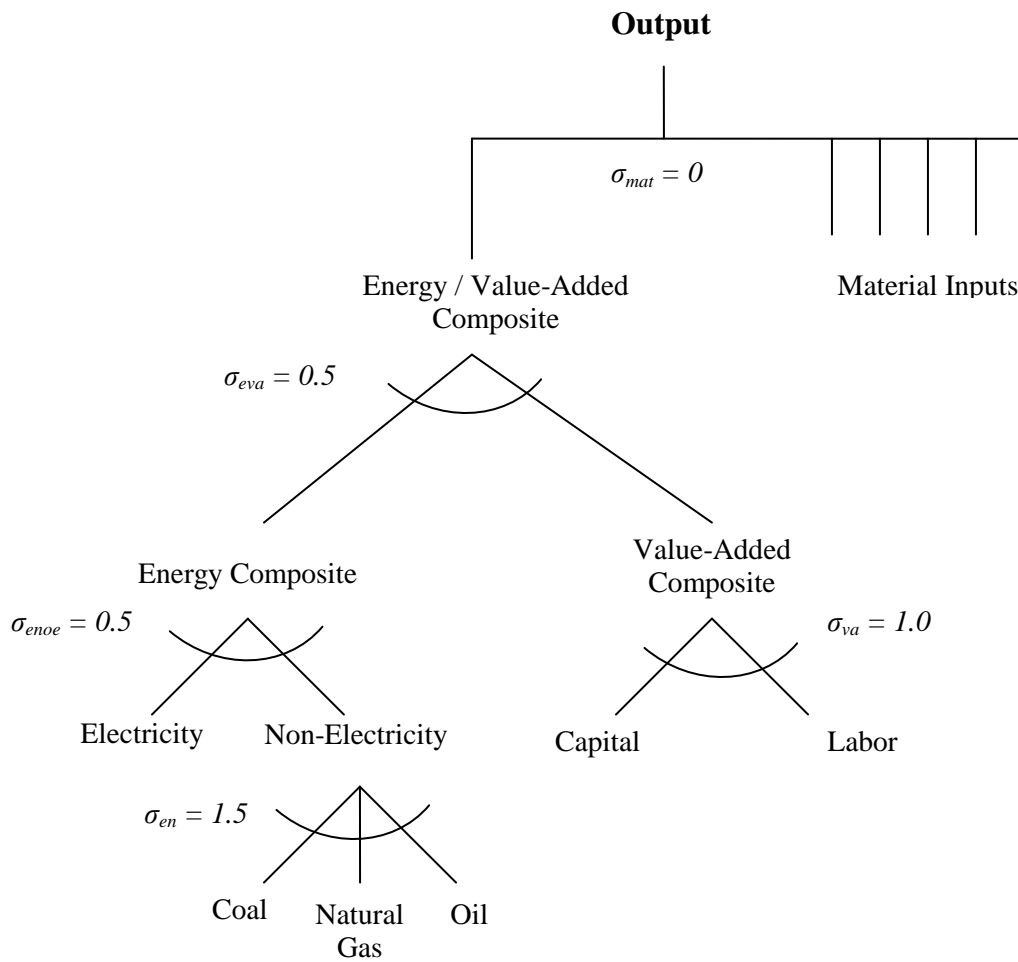 Output
σmat = 0
Energy / Value-Added
Composite
Material Inputs
σeva = 0.5
Energy Composite
Value-Added
Composite
σenoe = 0.5
σva = 1.0
Electricity
Non-Electricity
Capital
Labor
σen = 1.5
Coal
Natural
Gas
Oil